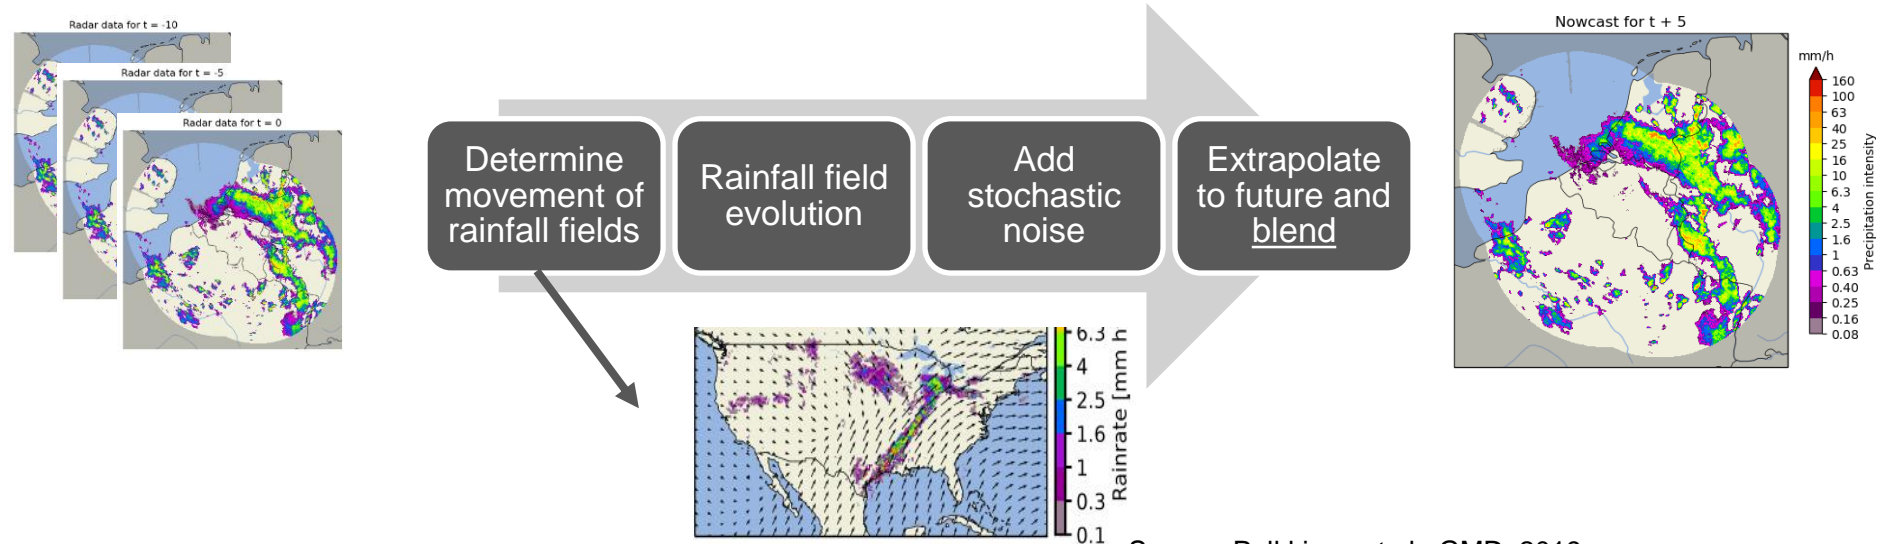 Radar data for t = -10
Radar data for t = -5
Radar data for t = 0
Determine
movement of
rainfall fields
Rainfall field
evolution
Add
stochastic
noise
Extrapolate
to future and
blend
6.3
4
2.5
1.6
1
0.3
0.1
Rainrate [mm h
Nowcast for t + 5
mm/h
160
100
63
40
25
16
10
6.3
4
2.5
1.6
1
0.63
0.40
0.25
0.16
0.08
Precipitation intensity